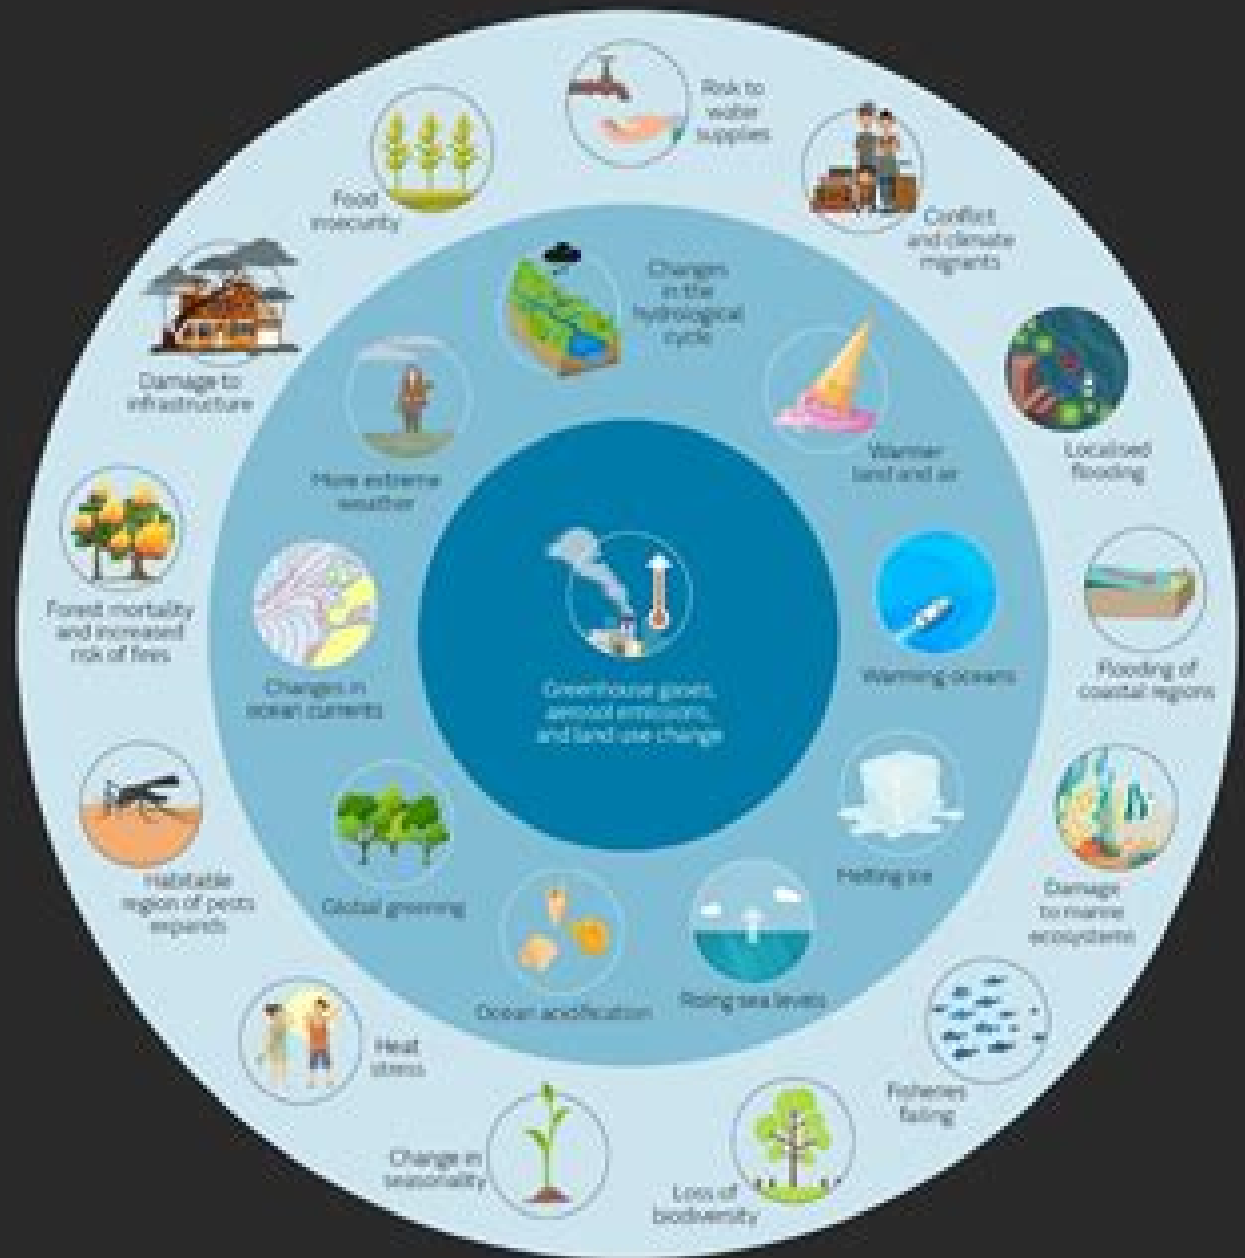 Risk to
water
supplies
Conflict
and climate
migrants
Localised
flooding
Flooding of
coastal regions
Damage
to marine
ecosystems
Fisheries
failing
Loss of
biodiversity
Change in
seasonality
Heat
stress
Habitable
region of pests
expands
Forest mortality
and increased
risk of fires
Damage to
infrastructure
Food
insecurity
Changes
in the
hydrological
cycle
Warmer
land and air
Warming oceans
Melting ice
Rising sea levels
Ocean acidification
Global greening
Changes in
ocean currents
More extreme
weather
Greenhouse gases,
aerosol emissions,
and land use change